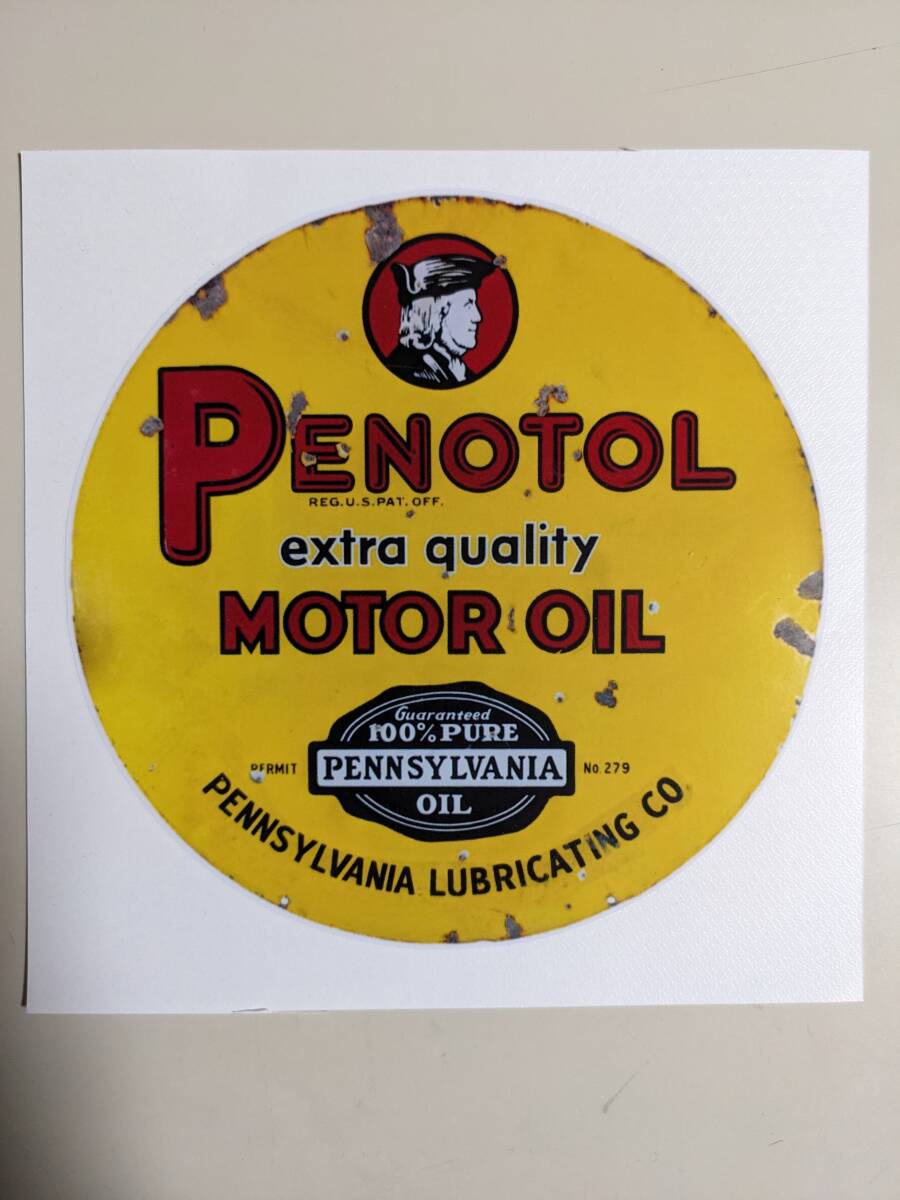 PENOTOL
REG.U.S.PAT. OFF.
extra quality
MOTOR OIL
Guaranteed
100% PURE
PERMIT PENNSYLVANIA No. 279
OIL
PENNSYLVANIA LUBRICATING CO